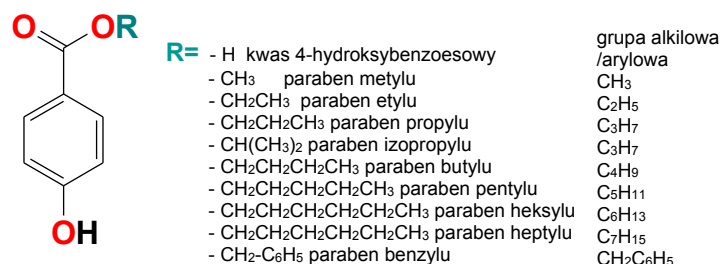 O OR
R= - H kwas 4-hydroksybenzoesowy grupa alkilowa
/arylowa
- CH₃ paraben metylu CH₃
- CH₂CH₃ paraben etylu C₂H₅
- CH₂CH₂CH₃ paraben propylu C₃H₇
- CH(CH₃)₂ paraben izopropylu C₃H₇
- CH₂CH₂CH₂CH₃ paraben butylu C₄H₉
- CH₂CH₂CH₂CH₂CH₃ paraben pentylu C₅H₁₁
- CH₂CH₂CH₂CH₂CH₂CH₃ paraben heksylu C₆H₁₃
- CH₂CH₂CH₂CH₂CH₂CH₃ paraben heptylu C₇H₁₅
- CH₂-C₆H₅ paraben benzylu CH₂C₆H₅
OH